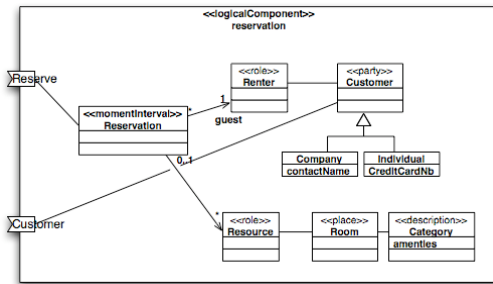 <<logicalComponent>>
reservation
Reserve
<<role>>
Renter
<<party>>
Customer
<<momentInterval>>
Reservation
*
1
guest
0..1
Company
contactName
Individual
CreditCardNb
Customer
*
<<role>>
Resource
<<place>>
Room
<<description>>
Category
amenties